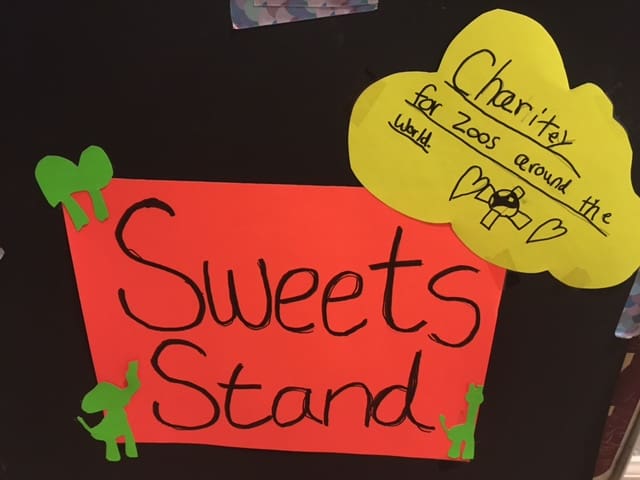 Charitey
for Zoos around the
World.
Sweets
Stand